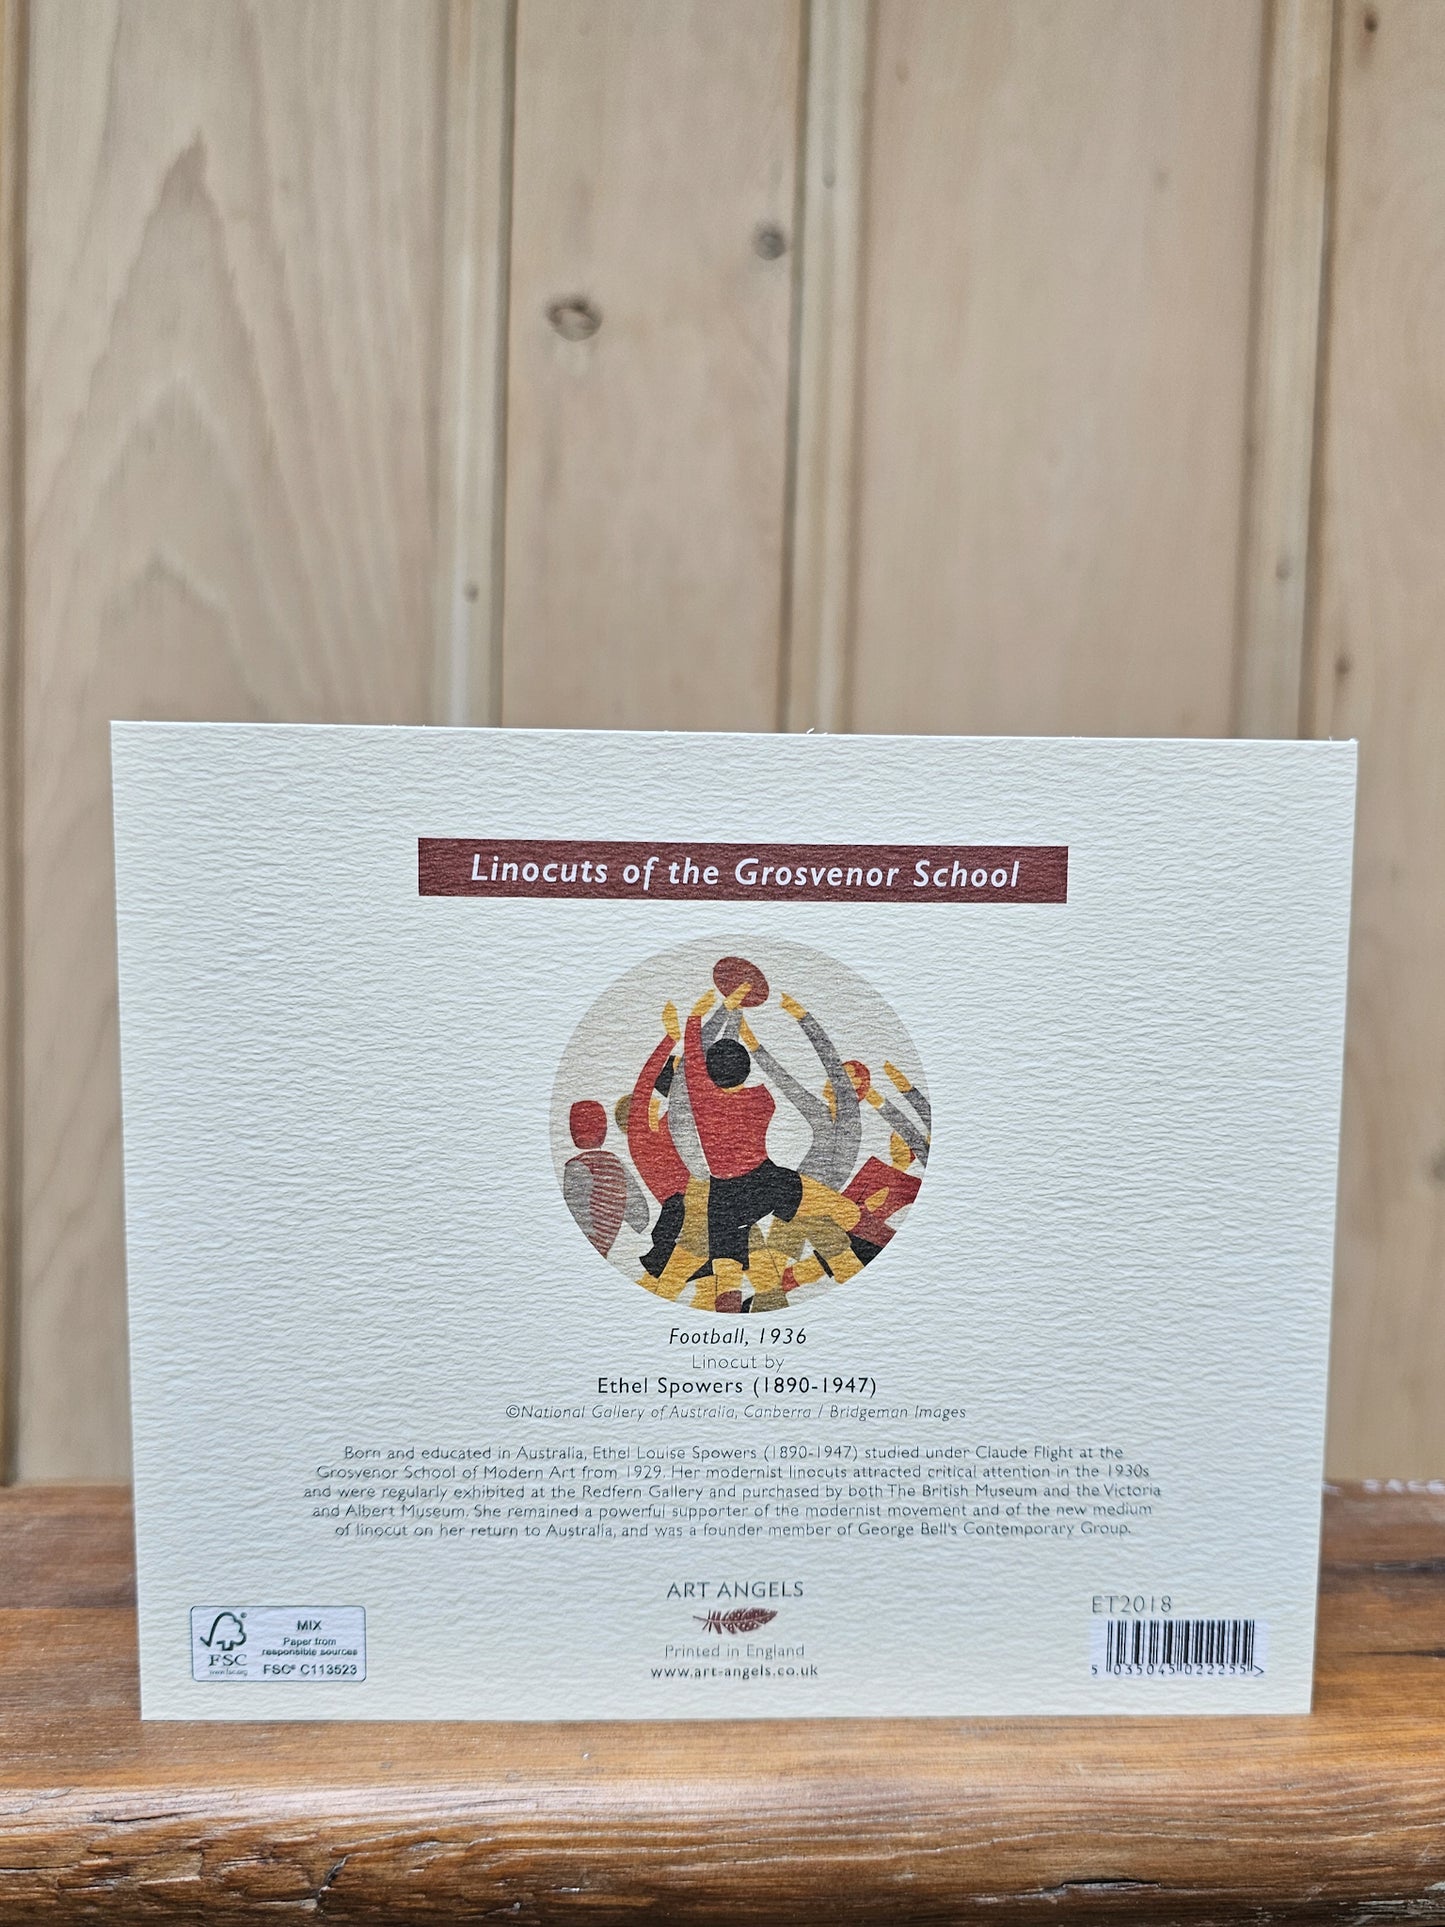 Linocuts of the Grosvenor School
Football, 1936
Linocut by
Ethel Spowers (1890-1947)
©National Gallery of Australia, Canberra / Bridgeman Images
Born and educated in Australia, Ethel Louise Spowers (1890-1947) studied under Claude Flight at the
Grosvenor School of Modern Art from 1929. Her modernist linocuts attracted critical attention in the 1930s
and were regularly exhibited at the Redfern Gallery and purchased by both The British Museum and the Victoria
and Albert Museum. She remained a powerful supporter of the modernist movement and of the new medium
of linocut on her return to Australia, and was a founder member of George Bell's Contemporary Group.
ART ANGELS
Printed in England
www.art-angels.co.uk
FSC
www.fsc.org
MIX
Paper from
responsible sources
FSC® C113523
ET2018
5 035045 022255 >